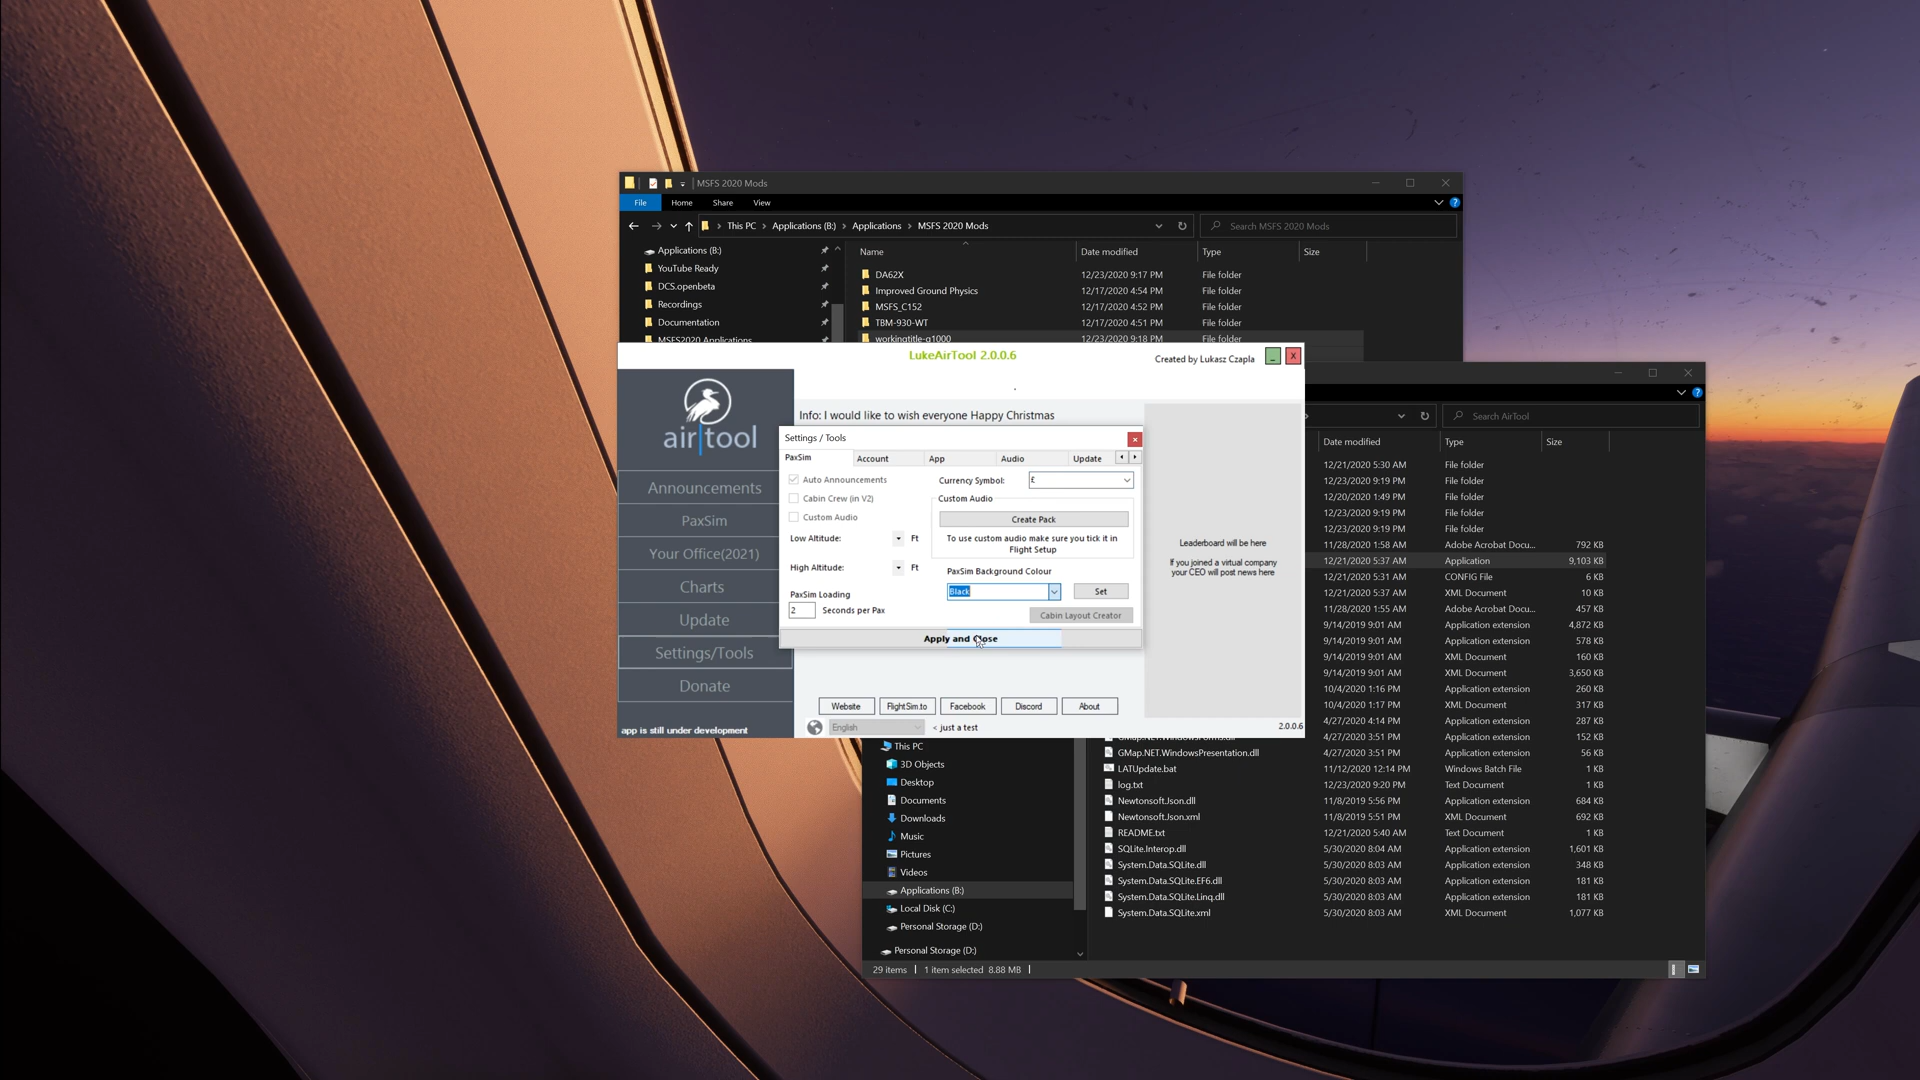 MSFS 2020 Mods
File Home Share View
This PC Applications (B:) Applications MSFS 2020 Mods
Search MSFS 2020 Mods
Applications (B:)
YouTube Ready
DCS.openbeta
Recordings
Documentation
MSFS2020 Applications
Name Date modified Type Size
DA62X 12/23/2020 9:17 PM File folder
Improved Ground Physics 12/17/2020 4:54 PM File folder
MSFS_C152 12/17/2020 4:52 PM File folder
TBM-930-WT 12/17/2020 4:51 PM File folder
workingtitle-g1000 12/23/2020 9:18 PM File folder
LukeAirTool 2.0.0.6
Created by Lukasz Czapla
_ X
air tool
Announcements
PaxSim
Your Office(2021)
Charts
Update
Settings/Tools
Donate
app is still under development
Info: I would like to wish everyone Happy Christmas
Settings / Tools
PaxSim Account App Audio Update
Auto Announcements
Cabin Crew (in V2)
Custom Audio
Low Altitude: Ft
High Altitude: Ft
PaxSim Loading
2 Seconds per Pax
Currency Symbol: £
Custom Audio
Create Pack
To use custom audio make sure you tick it in
Flight Setup
PaxSim Background Colour
Black Set
Cabin Layout Creator
Apply and Close
Leaderboard will be here
If you joined a virtual company
your CEO will post news here
Website FlightSim.to Facebook Discord About
English < just a test
2.0.0.6
Search AirTool
Date modified Type Size
12/21/2020 5:30 AM File folder
12/23/2020 9:19 PM File folder
12/20/2020 1:49 PM File folder
12/23/2020 9:19 PM File folder
12/23/2020 9:19 PM File folder
11/28/2020 1:58 AM Adobe Acrobat Docu... 792 KB
12/21/2020 5:37 AM Application 9,103 KB
12/21/2020 5:31 AM CONFIG File 6 KB
12/21/2020 5:37 AM XML Document 10 KB
11/28/2020 1:55 AM Adobe Acrobat Docu... 457 KB
9/14/2019 9:01 AM Application extension 4,872 KB
9/14/2019 9:01 AM Application extension 578 KB
9/14/2019 9:01 AM XML Document 160 KB
9/14/2019 9:01 AM XML Document 3,650 KB
10/4/2020 1:16 PM Application extension 260 KB
10/4/2020 1:17 PM XML Document 317 KB
4/27/2020 4:14 PM Application extension 287 KB
GMap.NET.WindowsForms.dll 4/27/2020 3:51 PM Application extension 152 KB
GMap.NET.WindowsPresentation.dll 4/27/2020 3:51 PM Application extension 56 KB
LATUpdate.bat 11/12/2020 12:14 PM Windows Batch File 1 KB
log.txt 12/23/2020 9:20 PM Text Document 1 KB
Newtonsoft.Json.dll 11/8/2019 5:56 PM Application extension 684 KB
Newtonsoft.Json.xml 11/8/2019 5:51 PM XML Document 692 KB
README.txt 12/21/2020 5:40 AM Text Document 1 KB
SQLite.Interop.dll 5/30/2020 8:04 AM Application extension 1,601 KB
System.Data.SQLite.dll 5/30/2020 8:03 AM Application extension 348 KB
System.Data.SQLite.EF6.dll 5/30/2020 8:03 AM Application extension 181 KB
System.Data.SQLite.Linq.dll 5/30/2020 8:03 AM Application extension 181 KB
System.Data.SQLite.xml 5/30/2020 8:03 AM XML Document 1,077 KB
This PC
3D Objects
Desktop
Documents
Downloads
Music
Pictures
Videos
Applications (B:)
Local Disk (C:)
Personal Storage (D:)
Personal Storage (D:)
29 items 1 item selected 8.88 MB